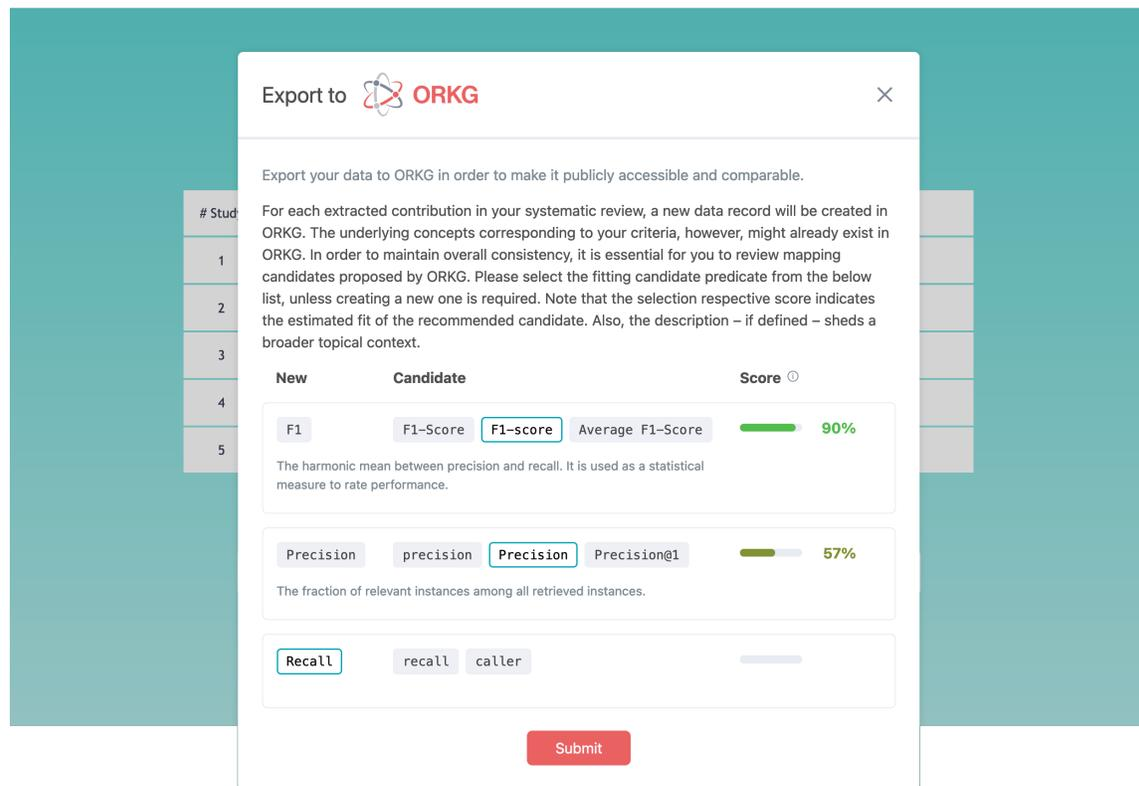 Export to ORKG
Export your data to ORKG in order to make it publicly accessible and comparable.
For each extracted contribution in your systematic review, a new data record will be created in
ORKG. The underlying concepts corresponding to your criteria, however, might already exist in
ORKG. In order to maintain overall consistency, it is essential for you to review mapping
candidates proposed by ORKG. Please select the fitting candidate predicate from the below
list, unless creating a new one is required. Note that the selection respective score indicates
the estimated fit of the recommended candidate. Also, the description – if defined – sheds a
broader topical context.
# Study
1
2
3
4
5
New Candidate Score
F1 F1-Score F1-score Average F1-Score 90%
The harmonic mean between precision and recall. It is used as a statistical
measure to rate performance.
Precision precision Precision Precision@1 57%
The fraction of relevant instances among all retrieved instances.
Recall recall caller
Submit